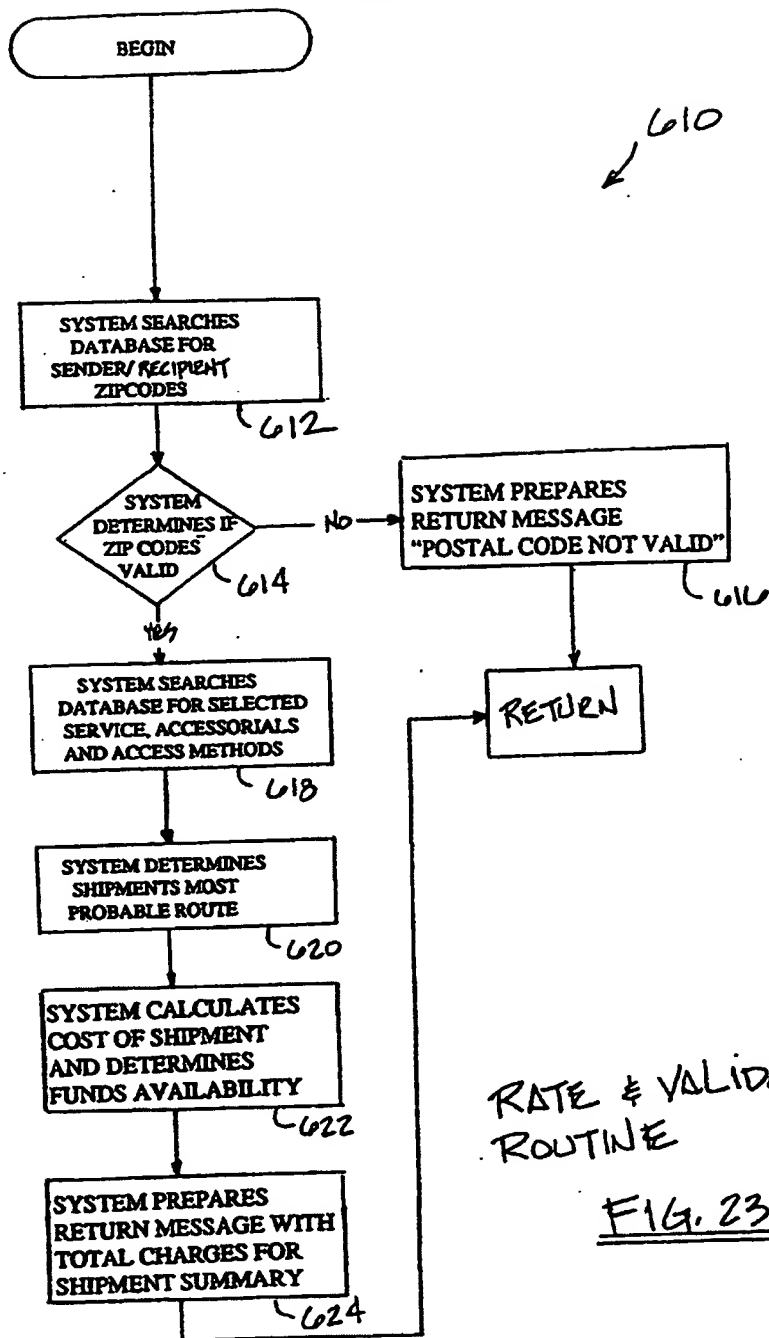 BEGIN
610
SYSTEM SEARCHES
DATABASE FOR
SENDER/RECIPIENT
ZIPCODES
612
SYSTEM
DETERMINES IF
ZIP CODES
VALID
614
NO
SYSTEM PREPARES
RETURN MESSAGE
"POSTAL CODE NOT VALID"
616
YES
SYSTEM SEARCHES
DATABASE FOR SELECTED
SERVICE, ACCESSORIALS
AND ACCESS METHODS
618
RETURN
SYSTEM DETERMINES
SHIPMENTS MOST
PROBABLE ROUTE
620
SYSTEM CALCULATES
COST OF SHIPMENT
AND DETERMINES
FUNDS AVAILABILITY
622
SYSTEM PREPARES
RETURN MESSAGE WITH
TOTAL CHARGES FOR
SHIPMENT SUMMARY
624
RATE & VALID
ROUTINE
FIG. 23